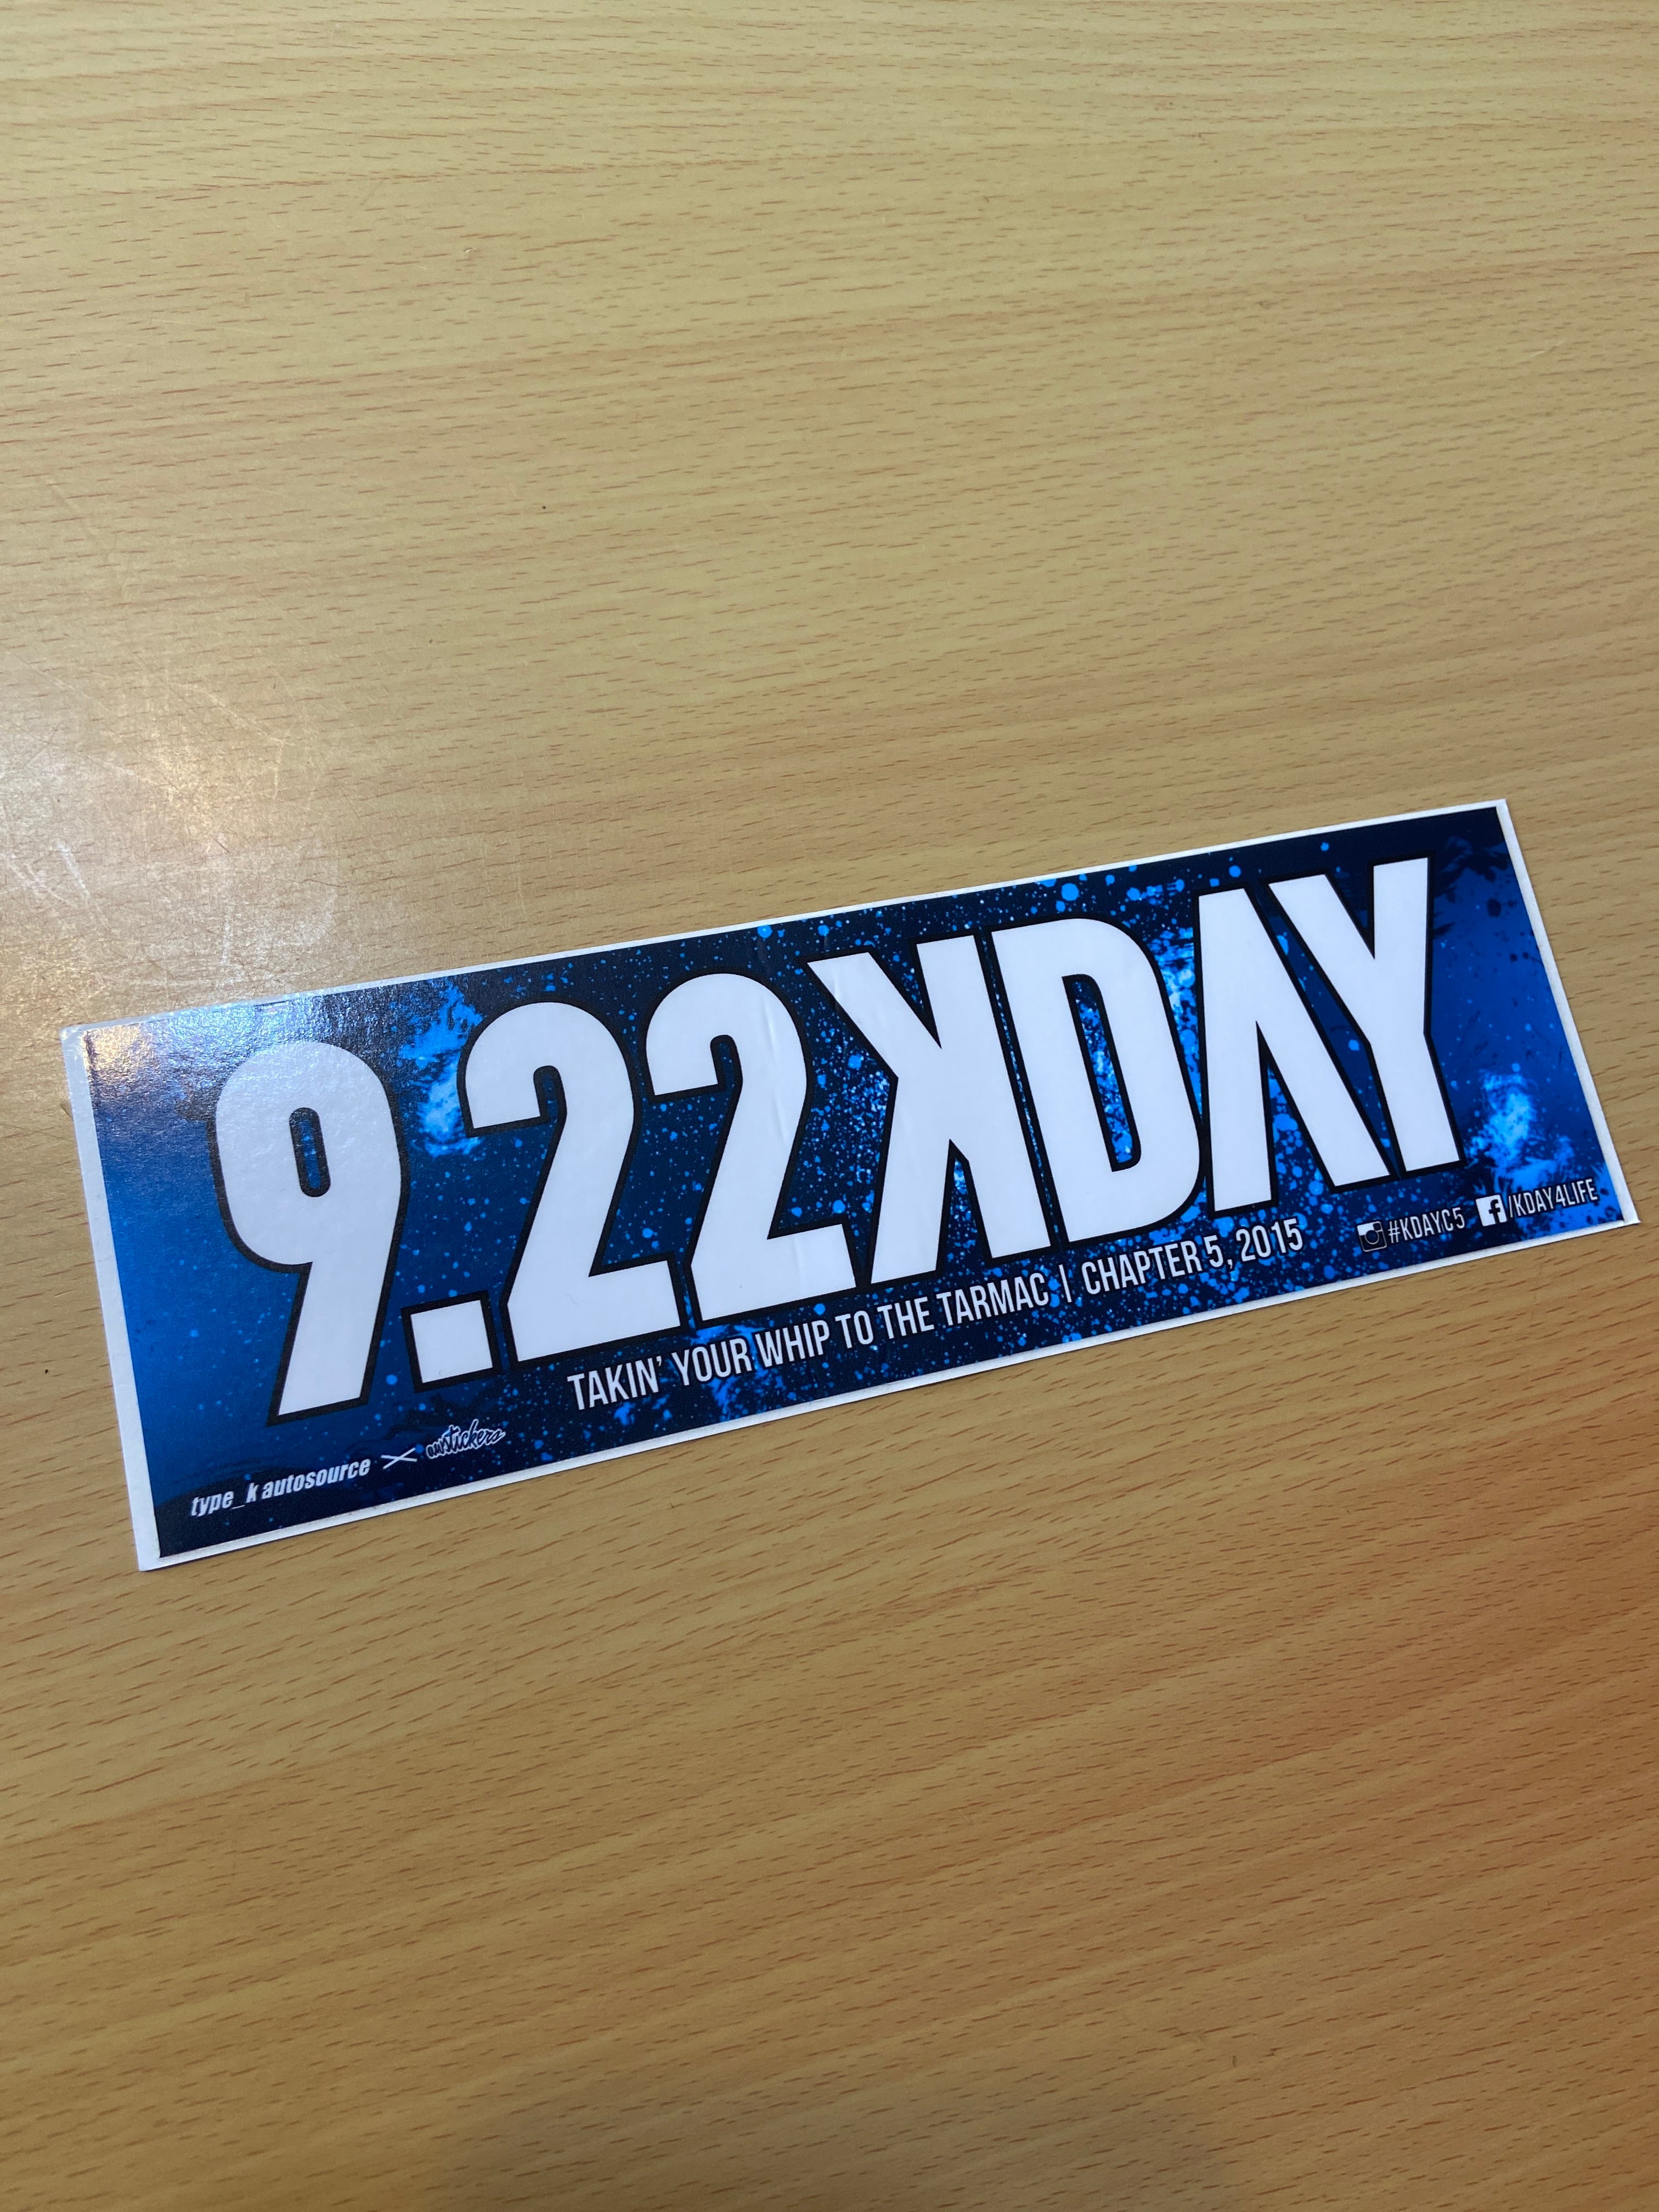 9.22KDAY
TAKIN' YOUR WHIP TO THE TARMAC | CHAPTER 5, 2015
#KDAYC5 f/KDAY4LIFE
type_k autosource X